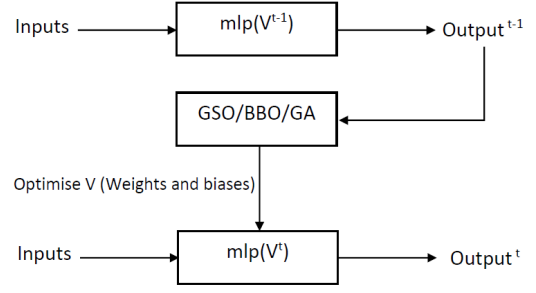 Inputs
mlp(Vᵗ⁻¹)
Output ᵗ⁻¹
GSO/BBO/GA
Optimise V (Weights and biases)
Inputs
mlp(Vᵗ)
Output ᵗ